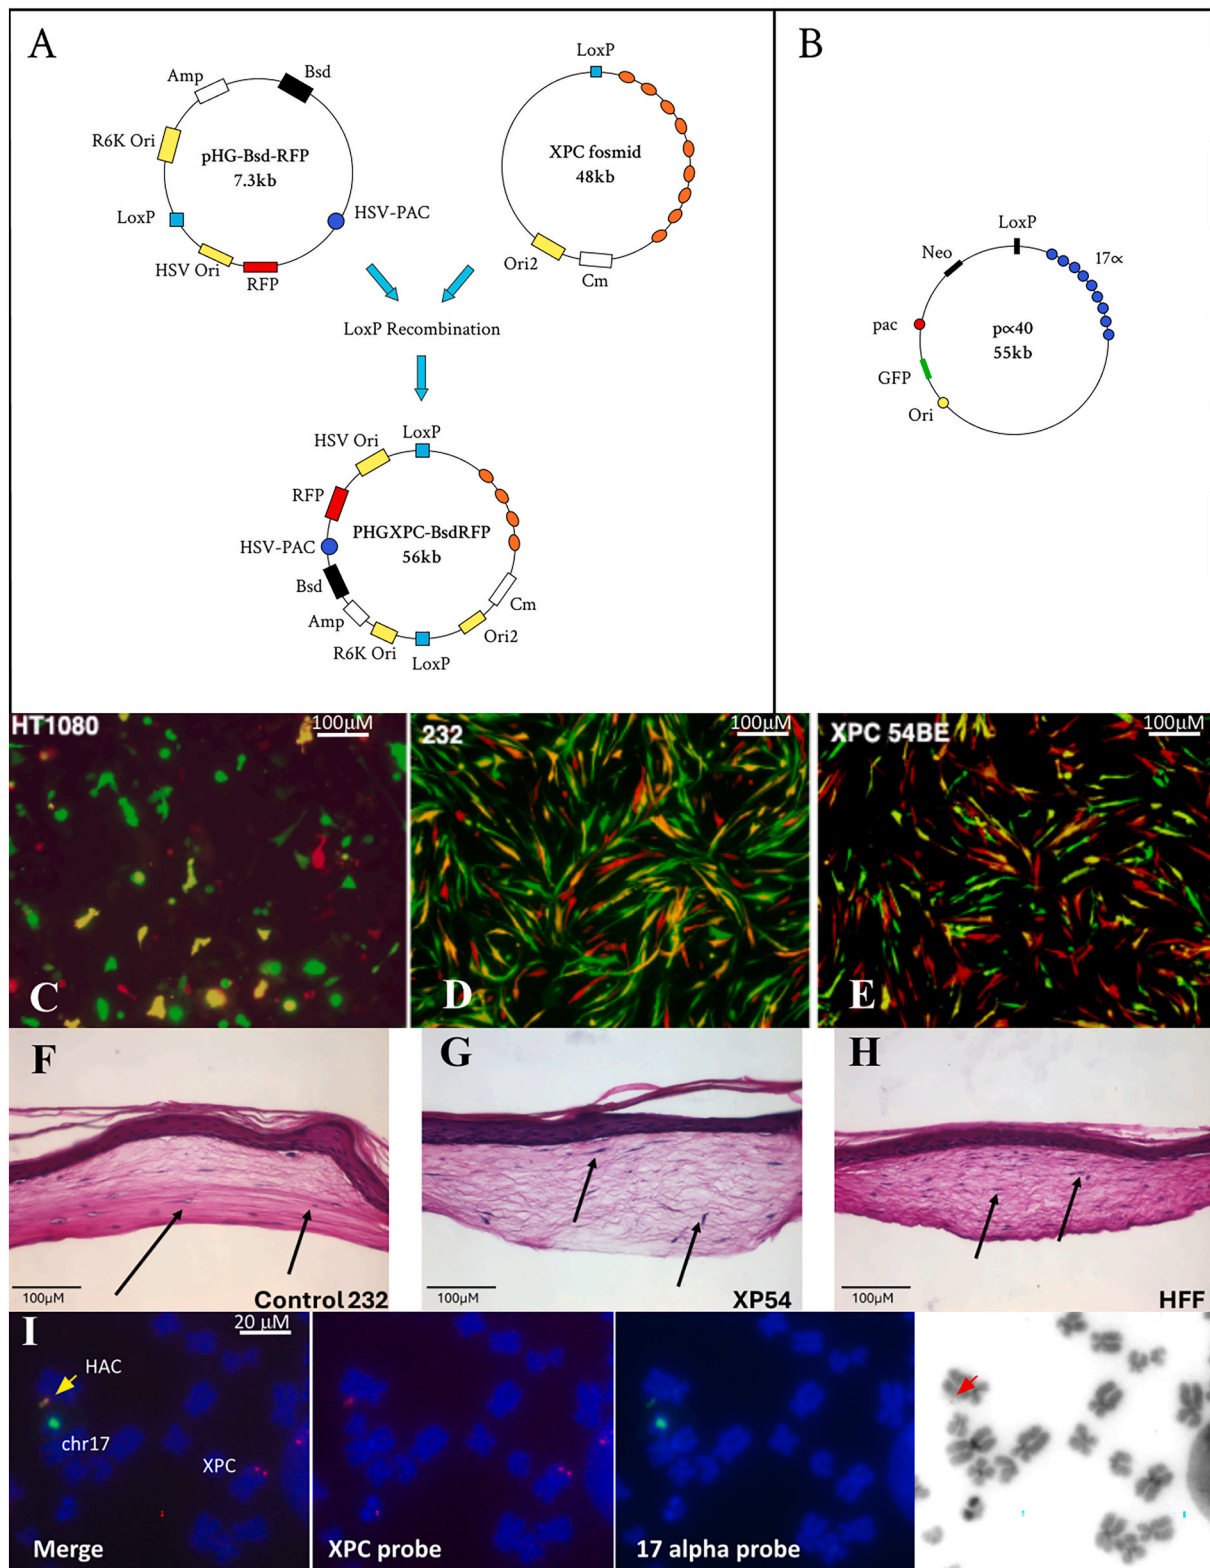 A
Amp
Bsd
R6K Ori
pHG-Bsd-RFP
7.3kb
LoxP
HSV-PAC
HSV Ori
RFP
LoxP
XPC fosmid
48kb
Ori2
Cm
LoxP Recombination
LoxP
HSV Ori
RFP
HSV-PAC
PHGXPC-BsdRFP
56kb
Bsd
Amp
R6K Ori
LoxP
Ori2
Cm
B
LoxP
Neo
17∝
pac
p∝40
55kb
GFP
Ori
HT1080
100μM
C
232
100μM
D
XPC 54BE
100μM
E
F
100μM
Control 232
G
100μM
XP54
H
100μM
HFF
I
20 μM
HAC
chr17
XPC
Merge
XPC probe
17 alpha probe